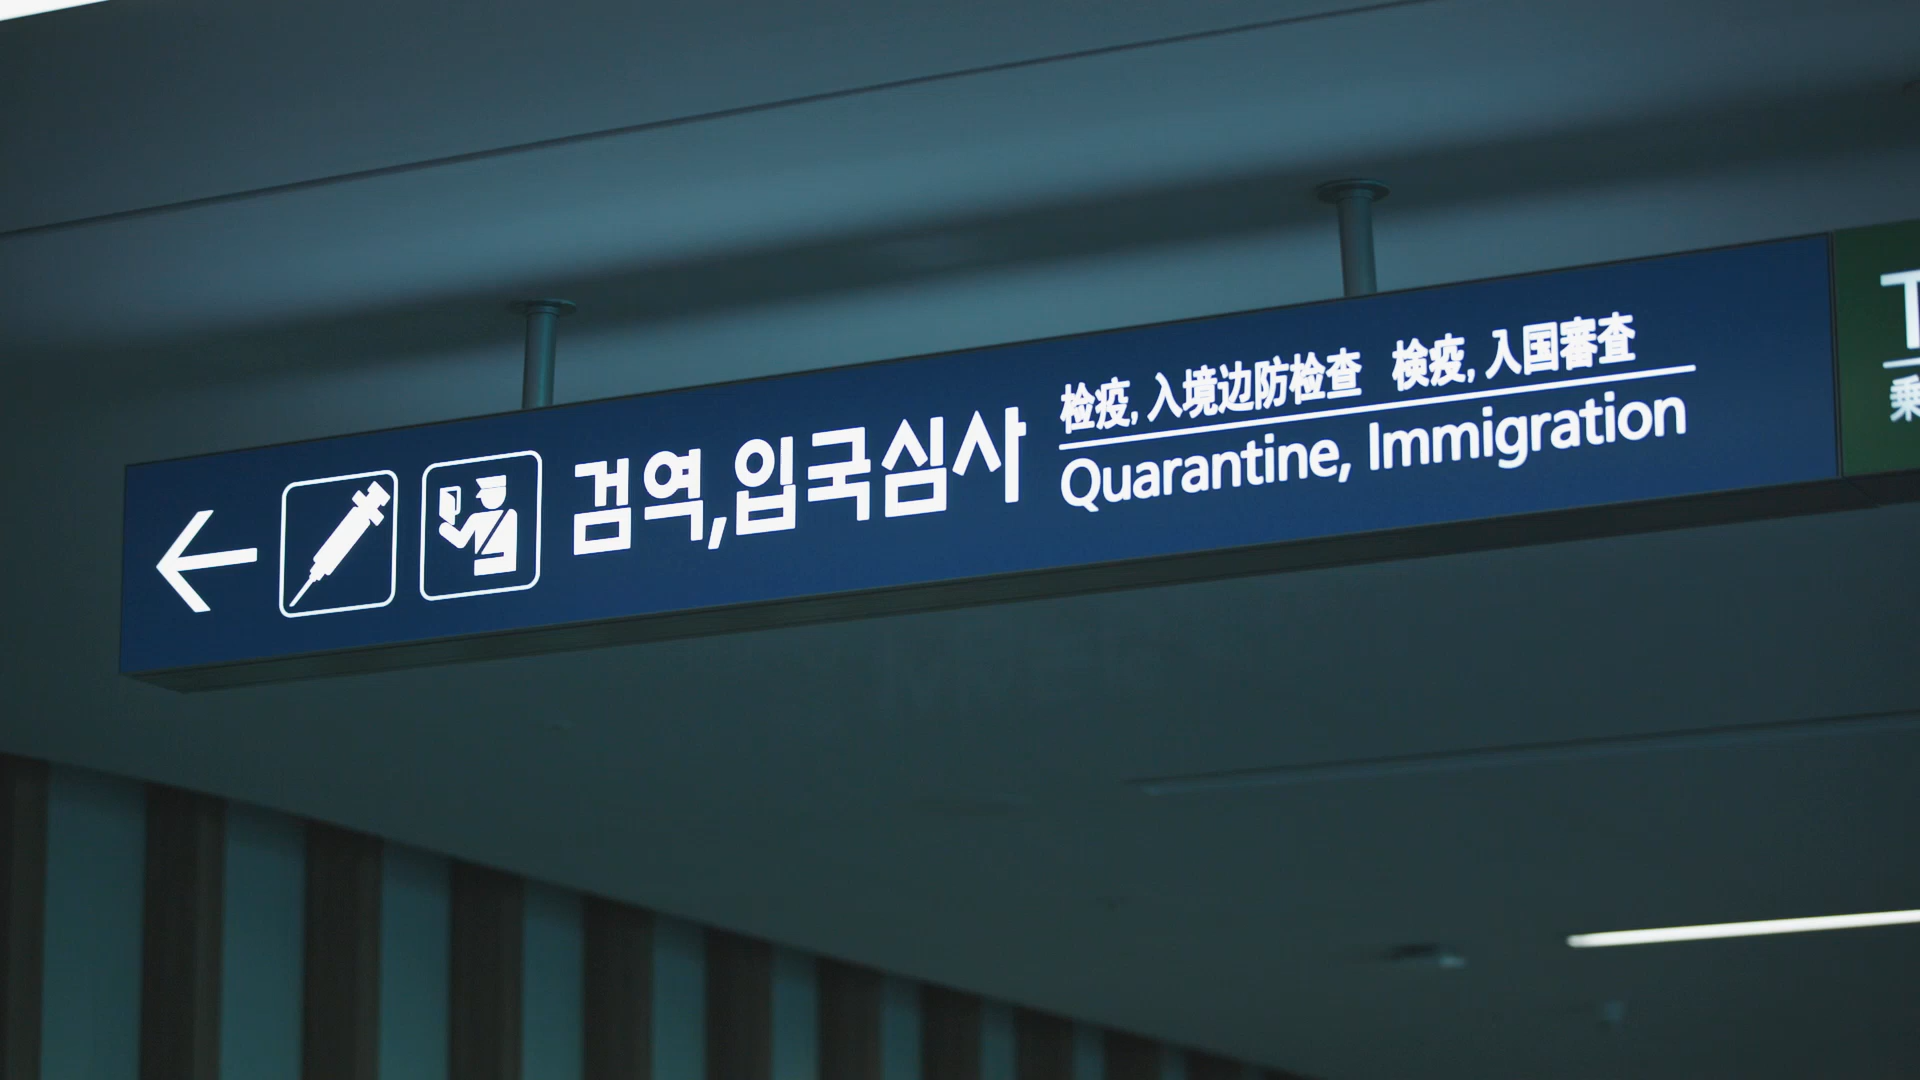 검역,입국심사
检疫, 入境边防检查 検疫, 入国審査
Quarantine, Immigration
T
乗